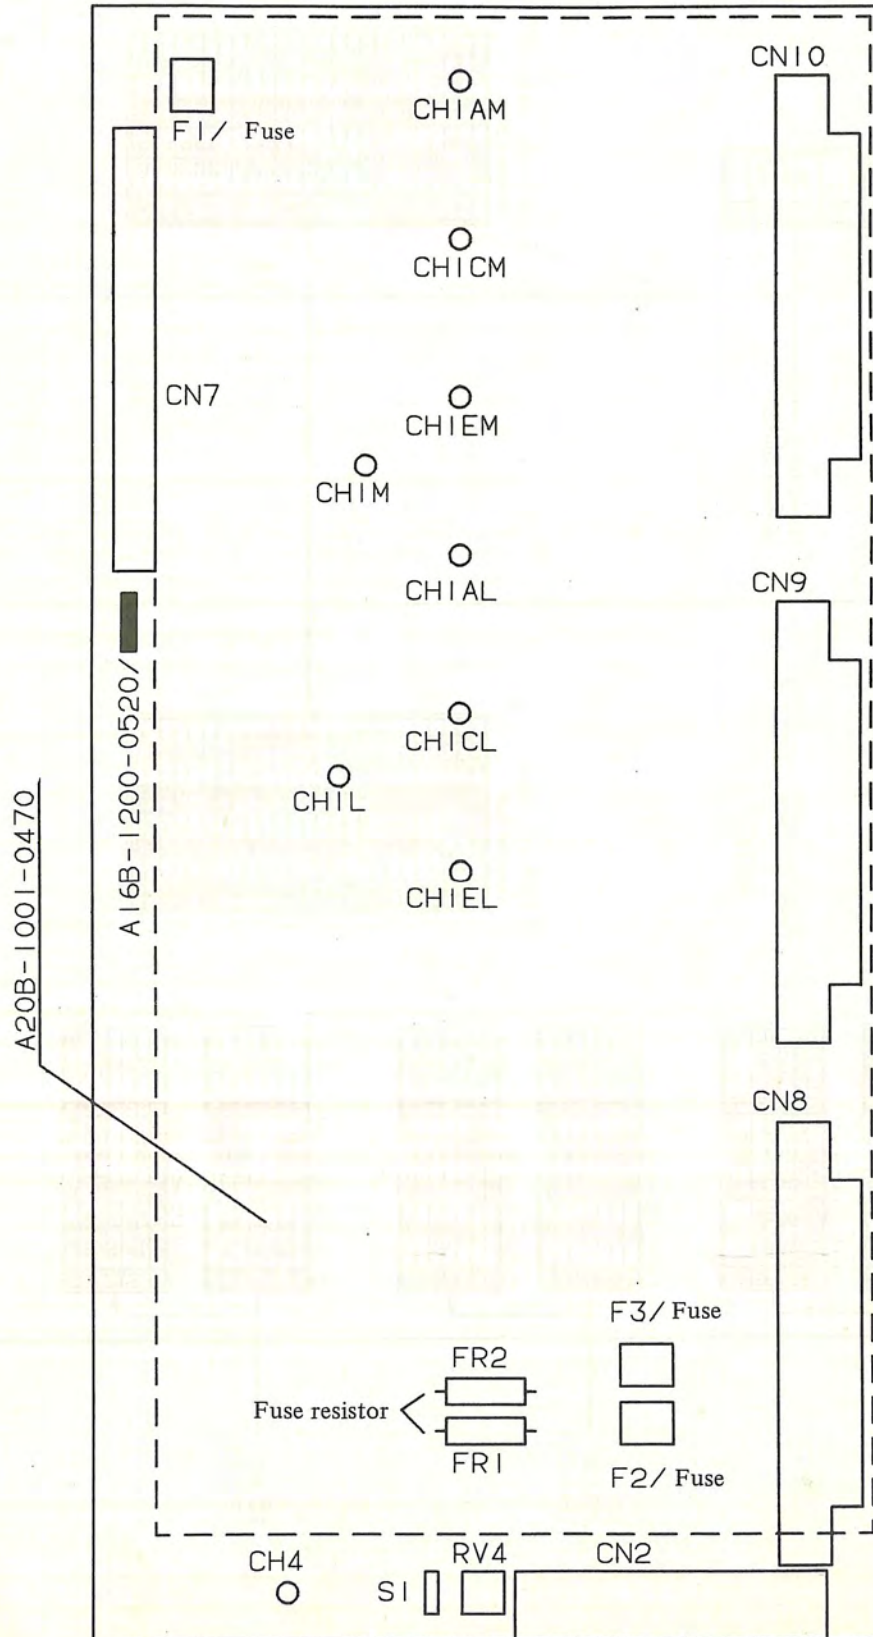 CN10
CH1AM
F1/ Fuse
CH1CM
CN7
CH1EM
CH1M
CH1AL
CN9
A16B-1200-0520/
CH1CL
CH1L
A20B-1001-0470
CH1EL
CN8
F3/ Fuse
FR2
Fuse resistor
FR1
F2/ Fuse
CH4
RV4
CN2
S1